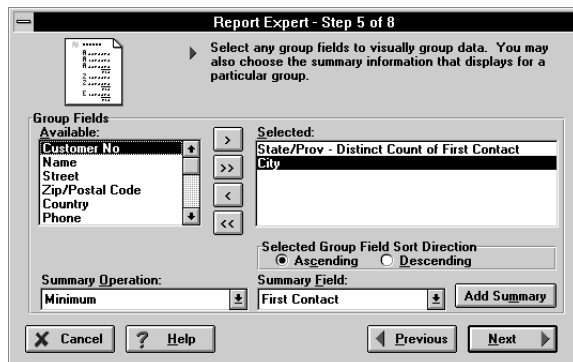 Report Expert - Step 5 of 8
Select any group fields to visually group data. You may
also choose the summary information that displays for a
particular group.
Group Fields
Available:
Customer No
Name
Street
Zip/Postal Code
Country
Phone
>
>>
<
<<
Selected:
State/Prov - Distinct Count of First Contact
City
Selected Group Field Sort Direction
Ascending
Descending
Summary Operation:
Minimum
Summary Field:
First Contact
Add Summary
Cancel
? Help
Previous
Next